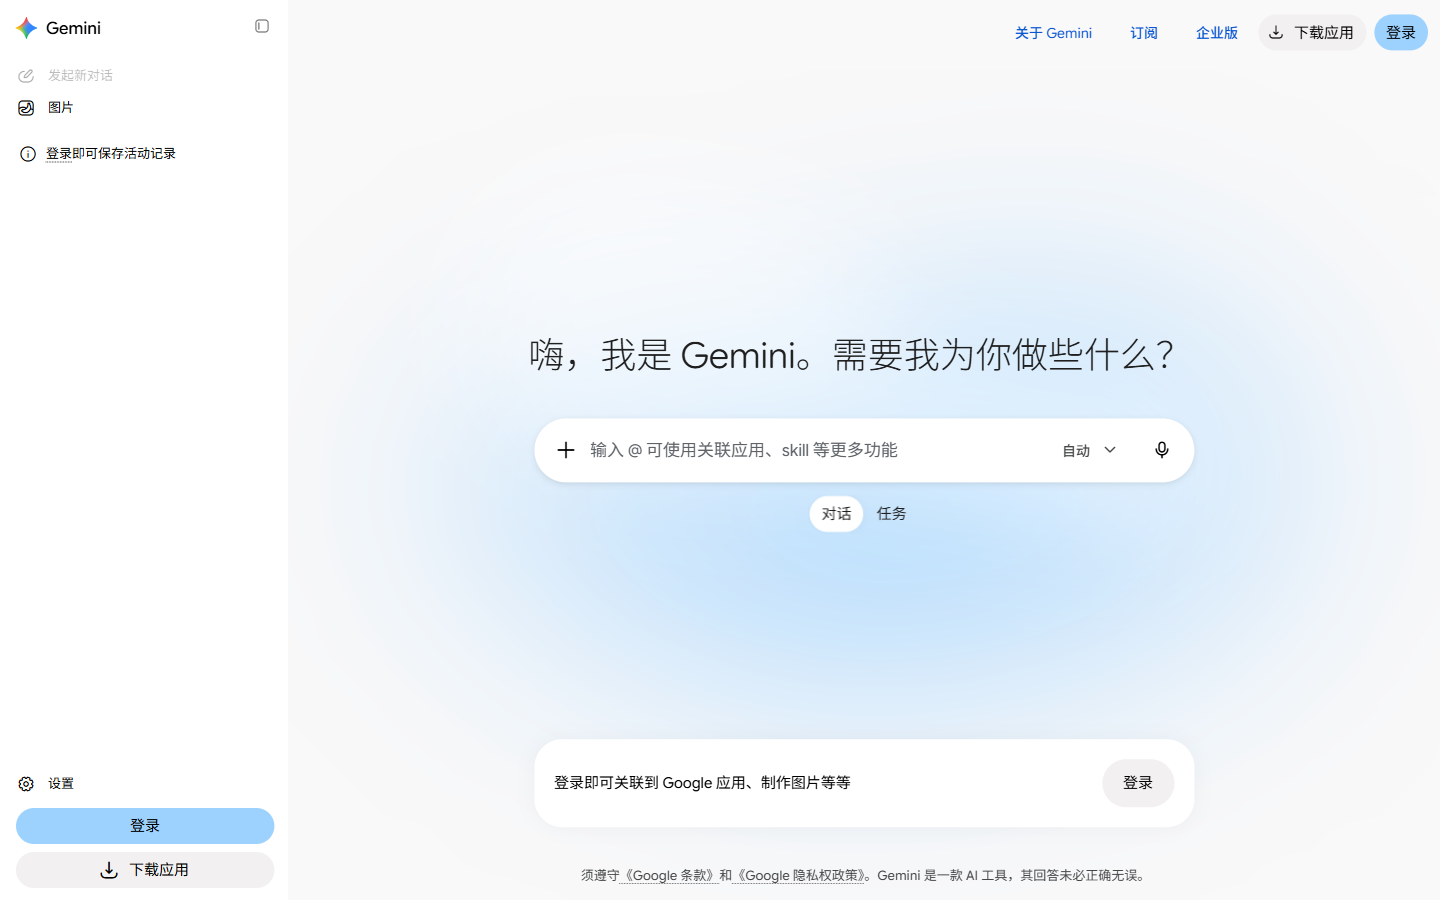 Gemini
发起新对话
图片
登录即可保存活动记录
设置
登录
下载应用
关于 Gemini
订阅
企业版
下载应用
登录
嗨，我是 Gemini。需要我为你做些什么？
输入 @ 可使用关联应用、skill 等更多功能
自动
对话
任务
登录即可关联到 Google 应用、制作图片等等
登录
须遵守《Google 条款》和《Google 隐私权政策》。Gemini 是一款 AI 工具，其回答未必正确无误。